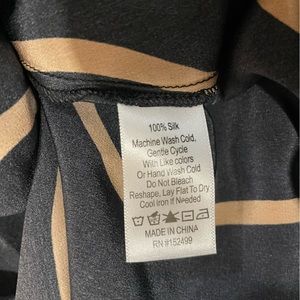 100% Silk
Machine Wash Cold,
Gentle Cycle
With Like colors
Or Hand Wash Cold
Do Not Bleach
Reshape, Lay Flat To Dry
Cool Iron If Needed
MADE IN CHINA
RN#152499